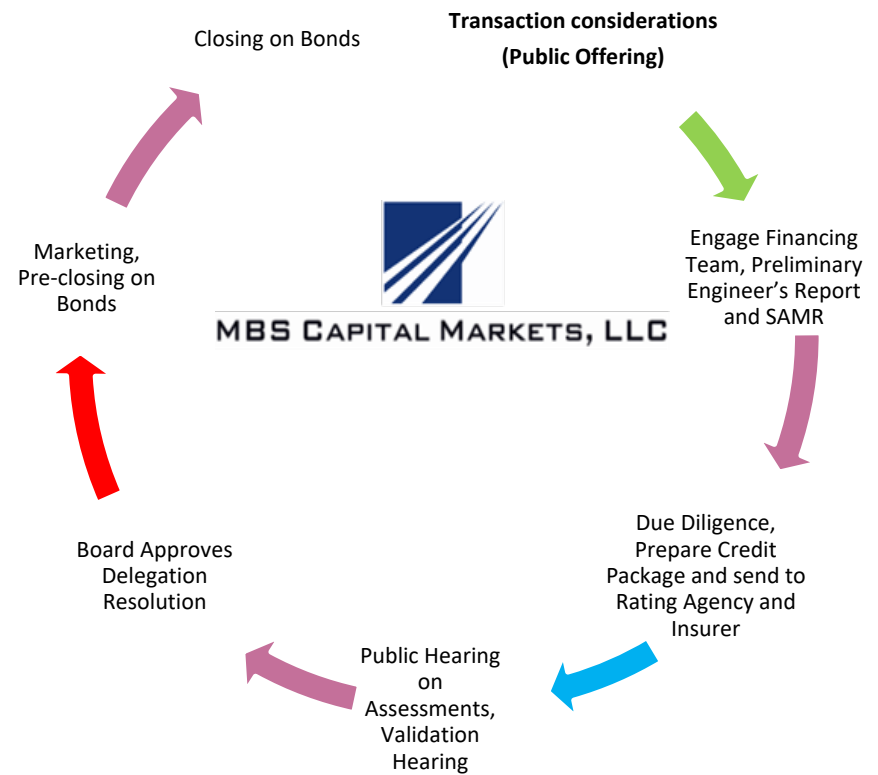 Transaction considerations
(Public Offering)
Engage Financing
Team, Preliminary
Engineer's Report
and SAMR
Due Diligence,
Prepare Credit
Package and send to
Rating Agency and
Insurer
Public Hearing
on
Assessments,
Validation
Hearing
Board Approves
Delegation
Resolution
Marketing,
Pre-closing on
Bonds
Closing on Bonds
MBS CAPITAL MARKETS, LLC